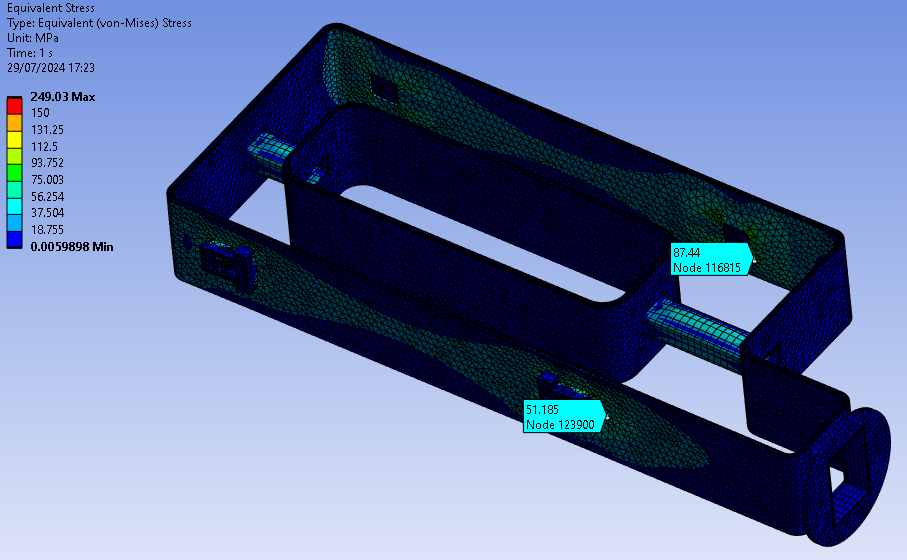 Equivalent Stress
Type: Equivalent (von-Mises) Stress
Unit: MPa
Time: 1 s
29/07/2024 17:23
249.03 Max
150
131.25
112.5
93.752
75.003
56.254
37.504
18.755
0.0059898 Min
87.44
Node 116815
51.185
Node 123900